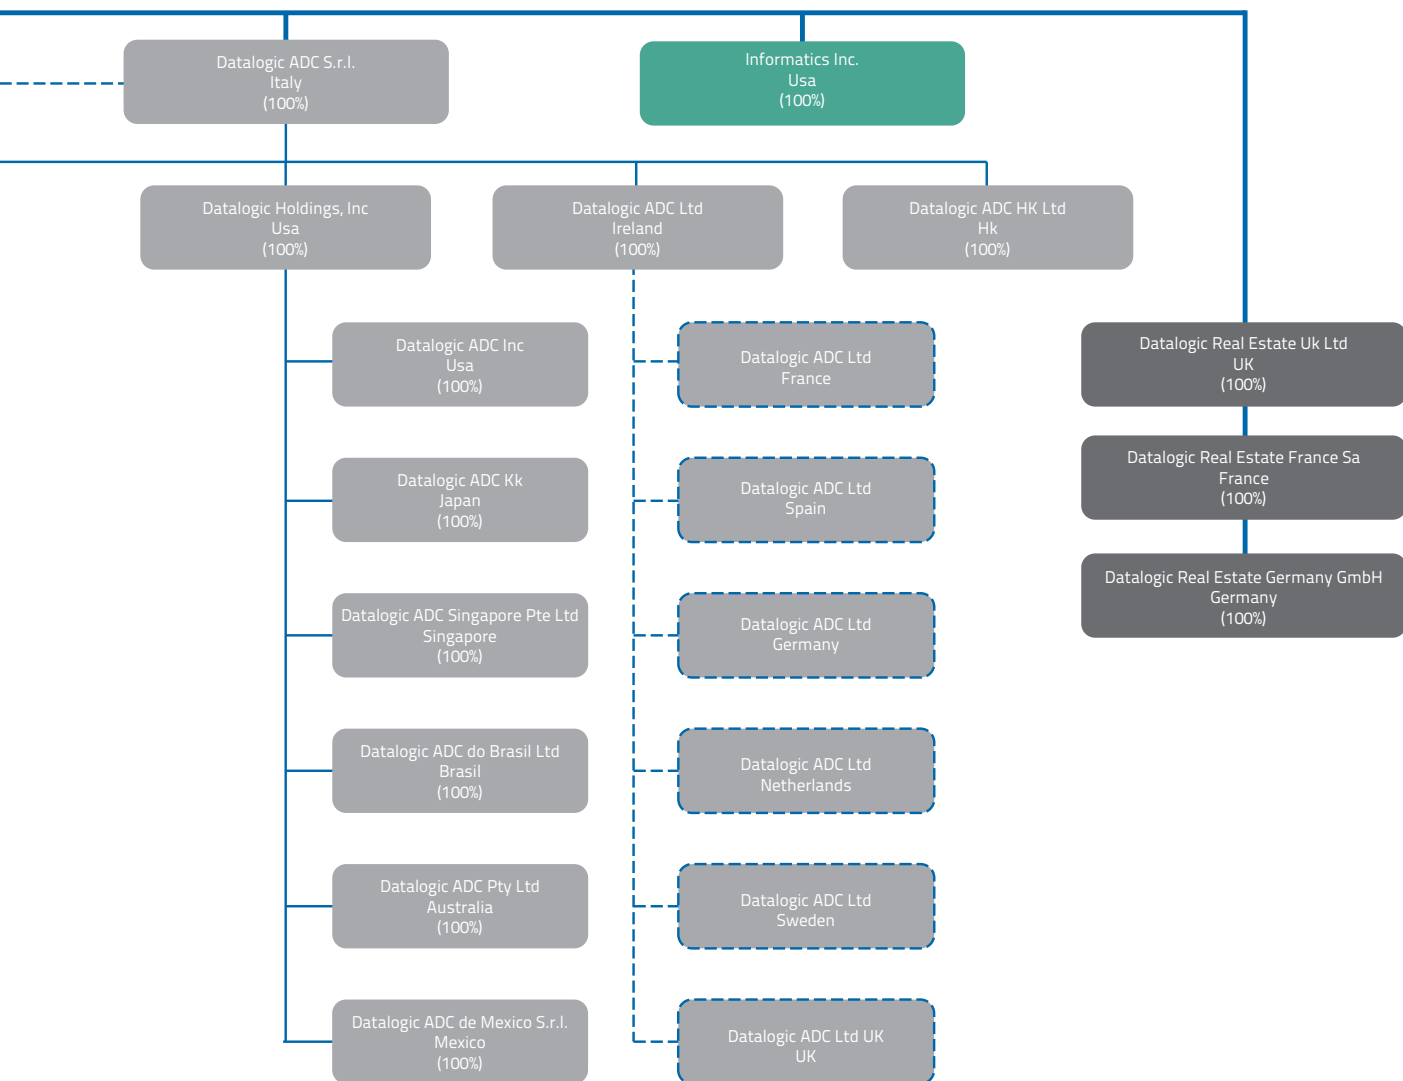 Datalogic ADC S.r.l.
Italy
(100%)
Informatics Inc.
Usa
(100%)
Datalogic Holdings, Inc
Usa
(100%)
Datalogic ADC Ltd
Ireland
(100%)
Datalogic ADC HK Ltd
Hk
(100%)
Datalogic ADC Inc
Usa
(100%)
Datalogic ADC Kk
Japan
(100%)
Datalogic ADC Singapore Pte Ltd
Singapore
(100%)
Datalogic ADC do Brasil Ltd
Brasil
(100%)
Datalogic ADC Pty Ltd
Australia
(100%)
Datalogic ADC de Mexico S.r.l.
Mexico
(100%)
Datalogic ADC Ltd
France
Datalogic ADC Ltd
Spain
Datalogic ADC Ltd
Germany
Datalogic ADC Ltd
Netherlands
Datalogic ADC Ltd
Sweden
Datalogic ADC Ltd UK
UK
Datalogic Real Estate Uk Ltd
UK
(100%)
Datalogic Real Estate France Sa
France
(100%)
Datalogic Real Estate Germany GmbH
Germany
(100%)